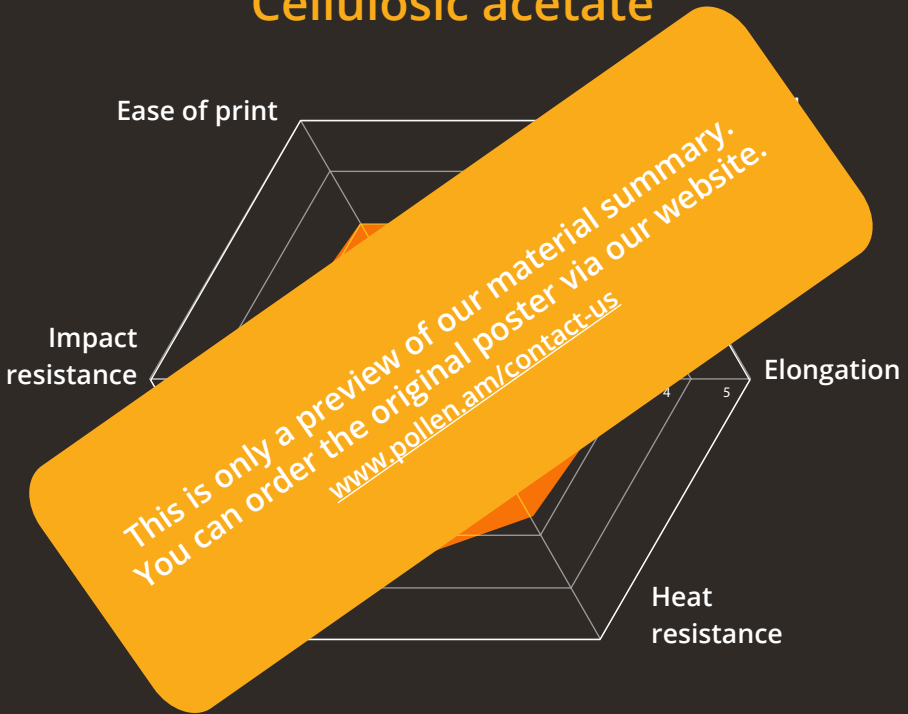 Cellulosic acetate
Ease of print
This is only a preview of our material summary.
You can order the original poster via our website.
www.pollen.am/contact-us
Impact
resistance
Elongation
4
5
Heat
resistance